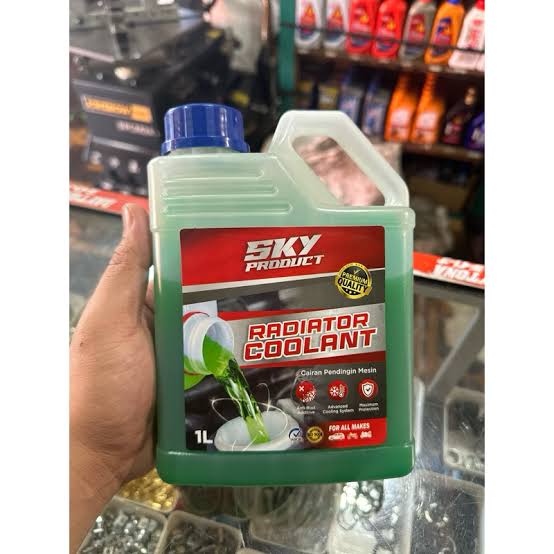 SKY
PRODUCT
PREMIUM
QUALITY
RADIATOR
COOLANT
Cairan Pendingin Mesin
Anti-Rust
Additive
Advanced
Cooling System
Maximum
Protection
1L
FOR ALL MAKES